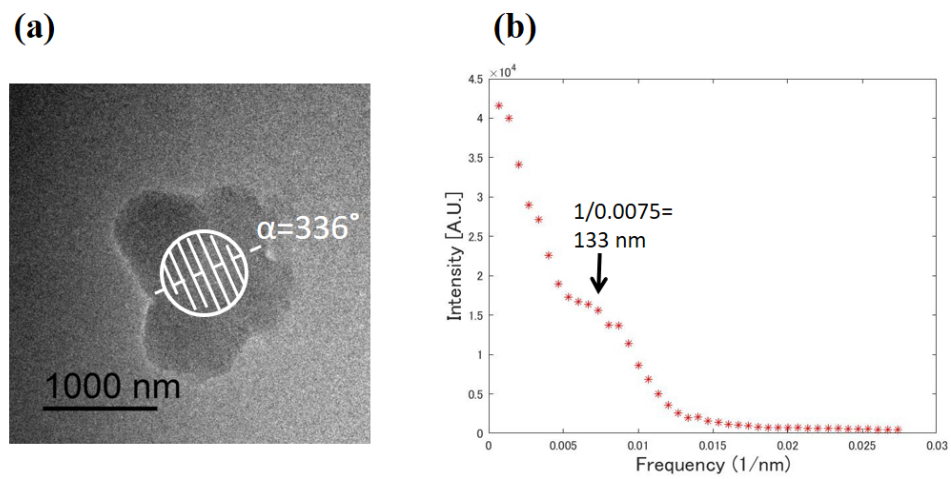 (a)
α=336°
1000 nm
(b)
×10⁴
4.5
4
3.5
3
2.5
2
1.5
1
0.5
0
Intensity [A.U.]
1/0.0075=
133 nm
0
0.005
0.01
0.015
0.02
0.025
0.03
Frequency (1/nm)